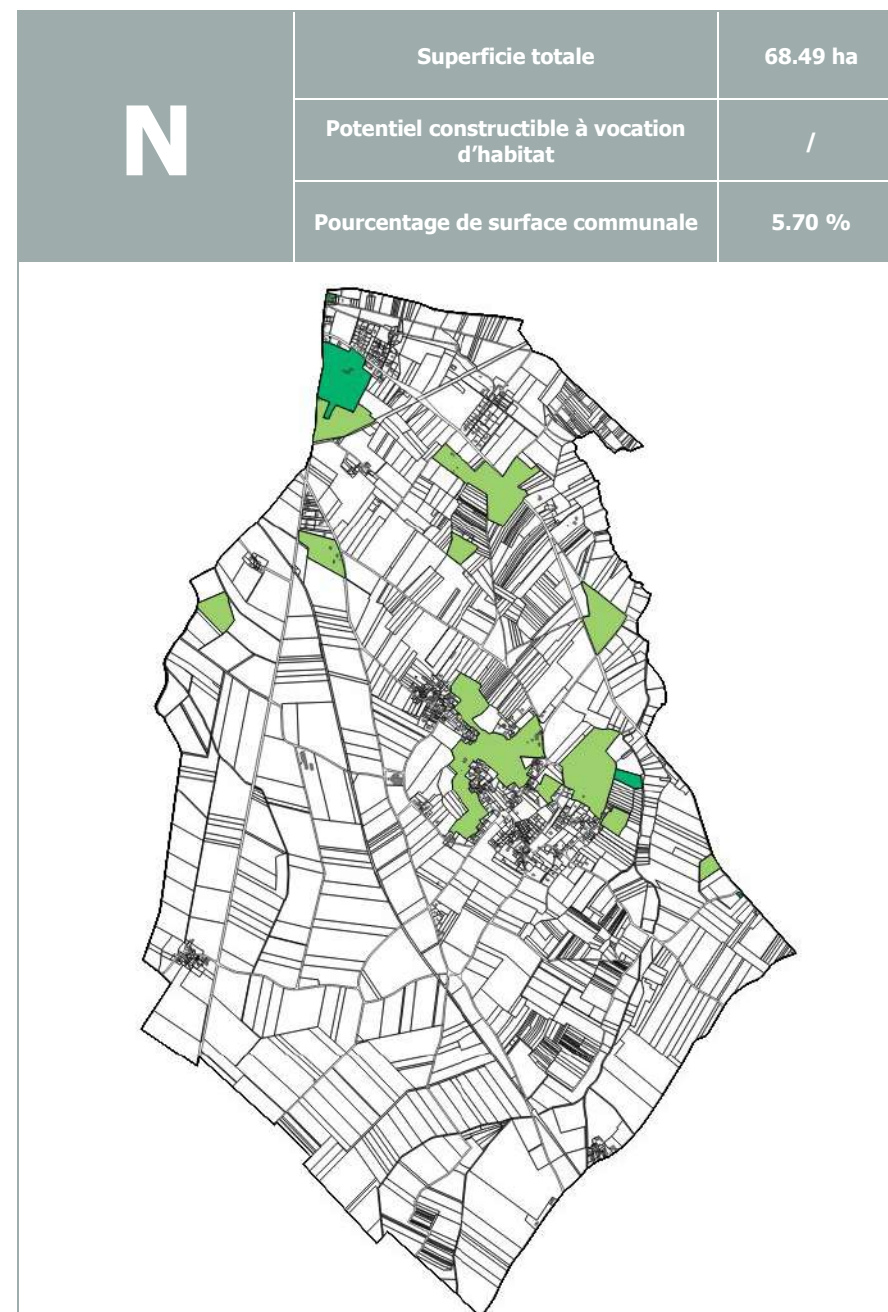 N
Superficie totale
68.49 ha
Potentiel constructible à vocation
d’habitat
/
Pourcentage de surface communale
5.70 %